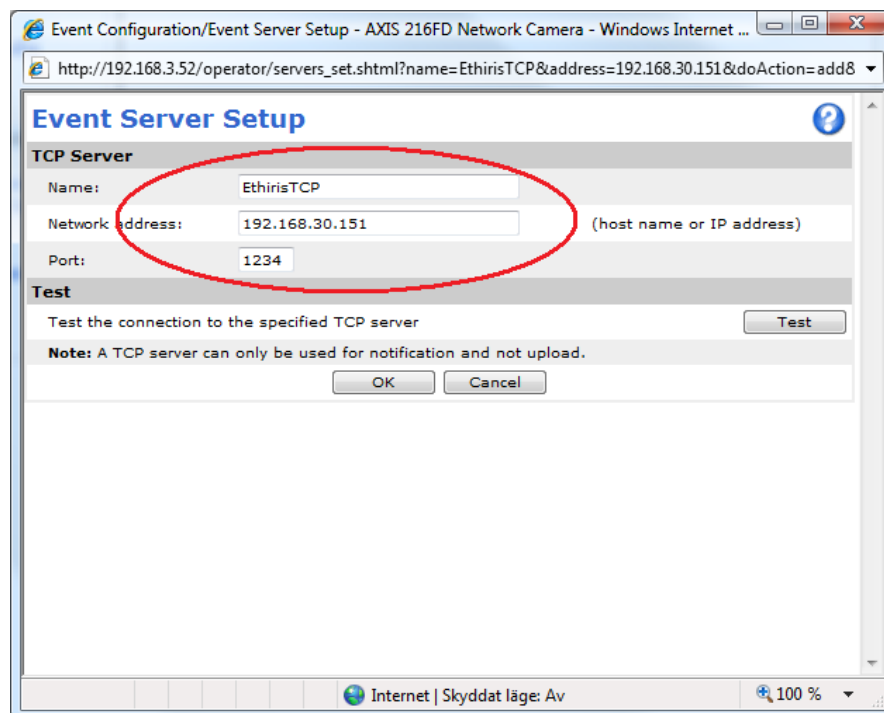 Event Configuration/Event Server Setup - AXIS 216FD Network Camera - Windows Internet ...
http://192.168.3.52/operator/servers_set.shtml?name=EthirisTCP&address=192.168.30.151&doAction=add&
Event Server Setup
TCP Server
Name: EthirisTCP
Network address: 192.168.30.151 (host name or IP address)
Port: 1234
Test
Test the connection to the specified TCP server Test
Note: A TCP server can only be used for notification and not upload.
OK Cancel
Internet | Skyddat läge: Av 100 %